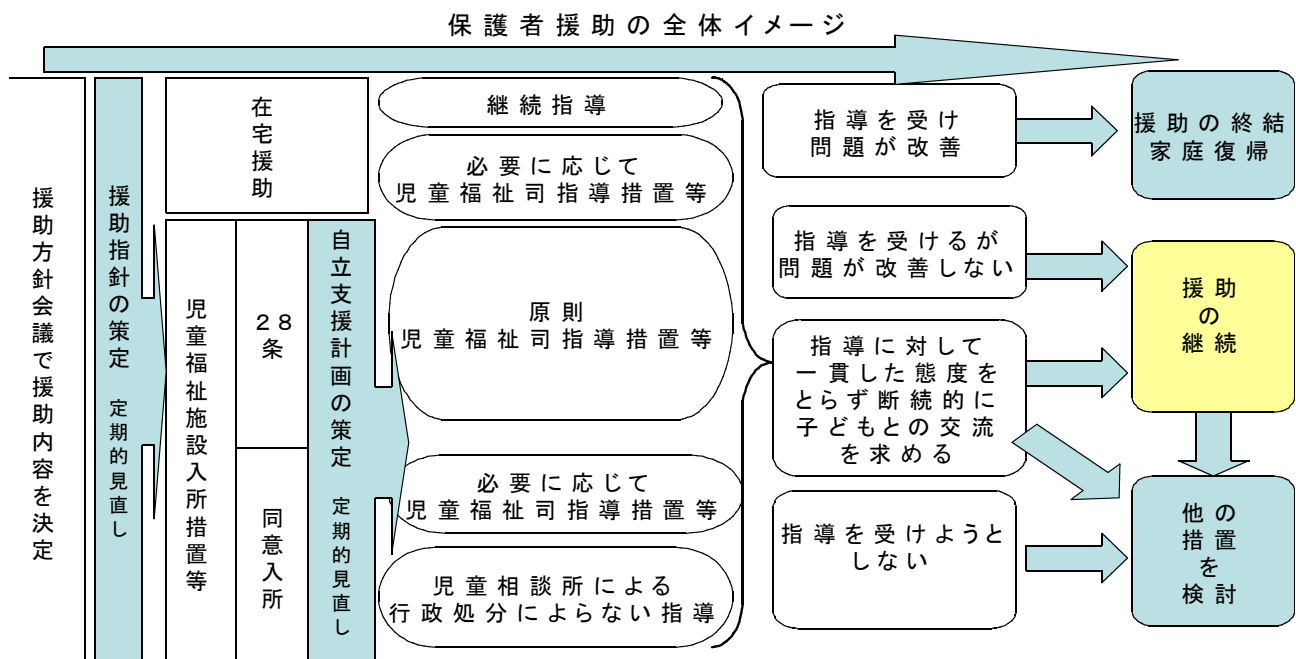 保護者援助の全体イメージ
援助方針会議で援助内容を決定
援助指針の策定 定期的見直し
在宅援助
児童福祉施設入所措置等
28条
同意入所
自立支援計画の策定 定期的見直し
継続指導
必要に応じて
児童福祉司指導措置等
原則
児童福祉司指導措置等
必要に応じて
児童福祉司指導措置等
児童相談所による
行政処分によらない指導
指導を受け
問題が改善
指導を受けるが
問題が改善しない
指導に対して
一貫した態度を
とらず断続的に
子どもとの交流
を求める
指導を受けようと
しない
援助の終結
家庭復帰
援助
の
継続
他の
措置
を
検討